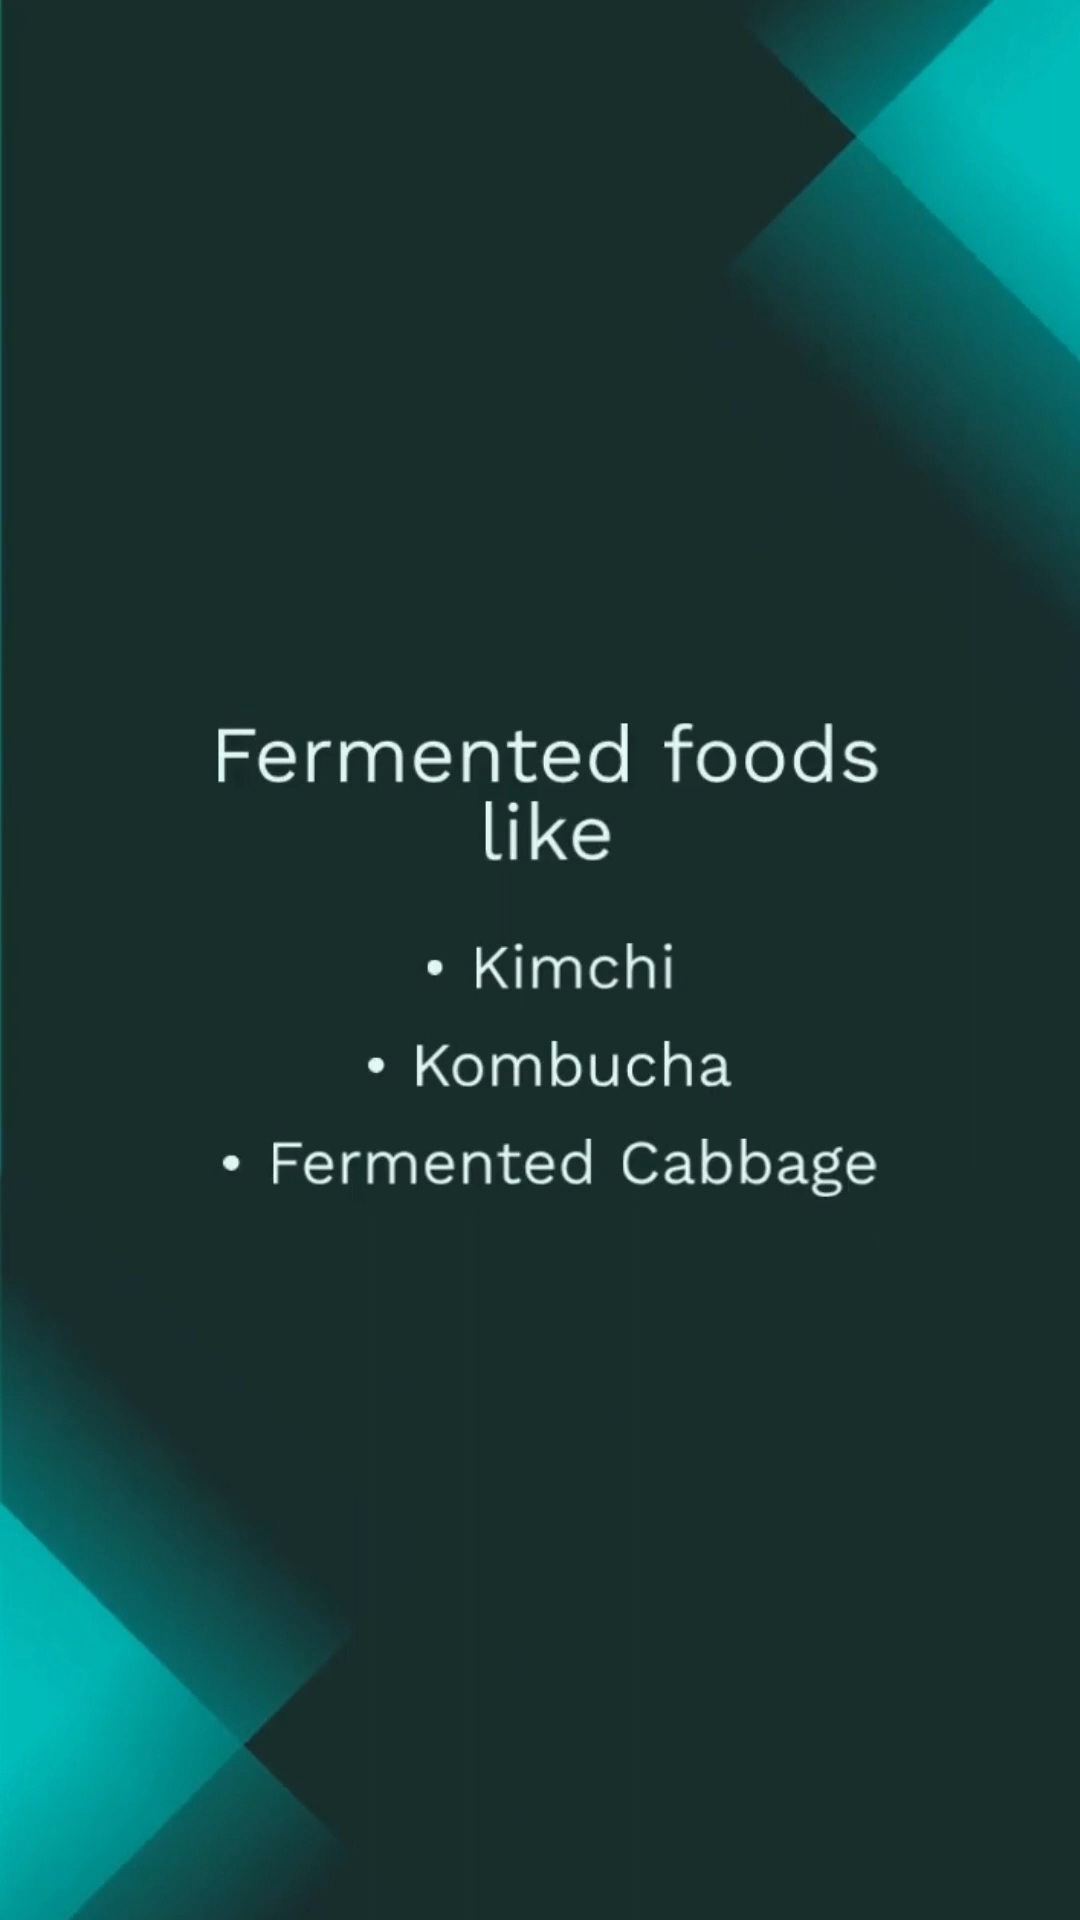 Fermented foods
like
• Kimchi
• Kombucha
• Fermented Cabbage